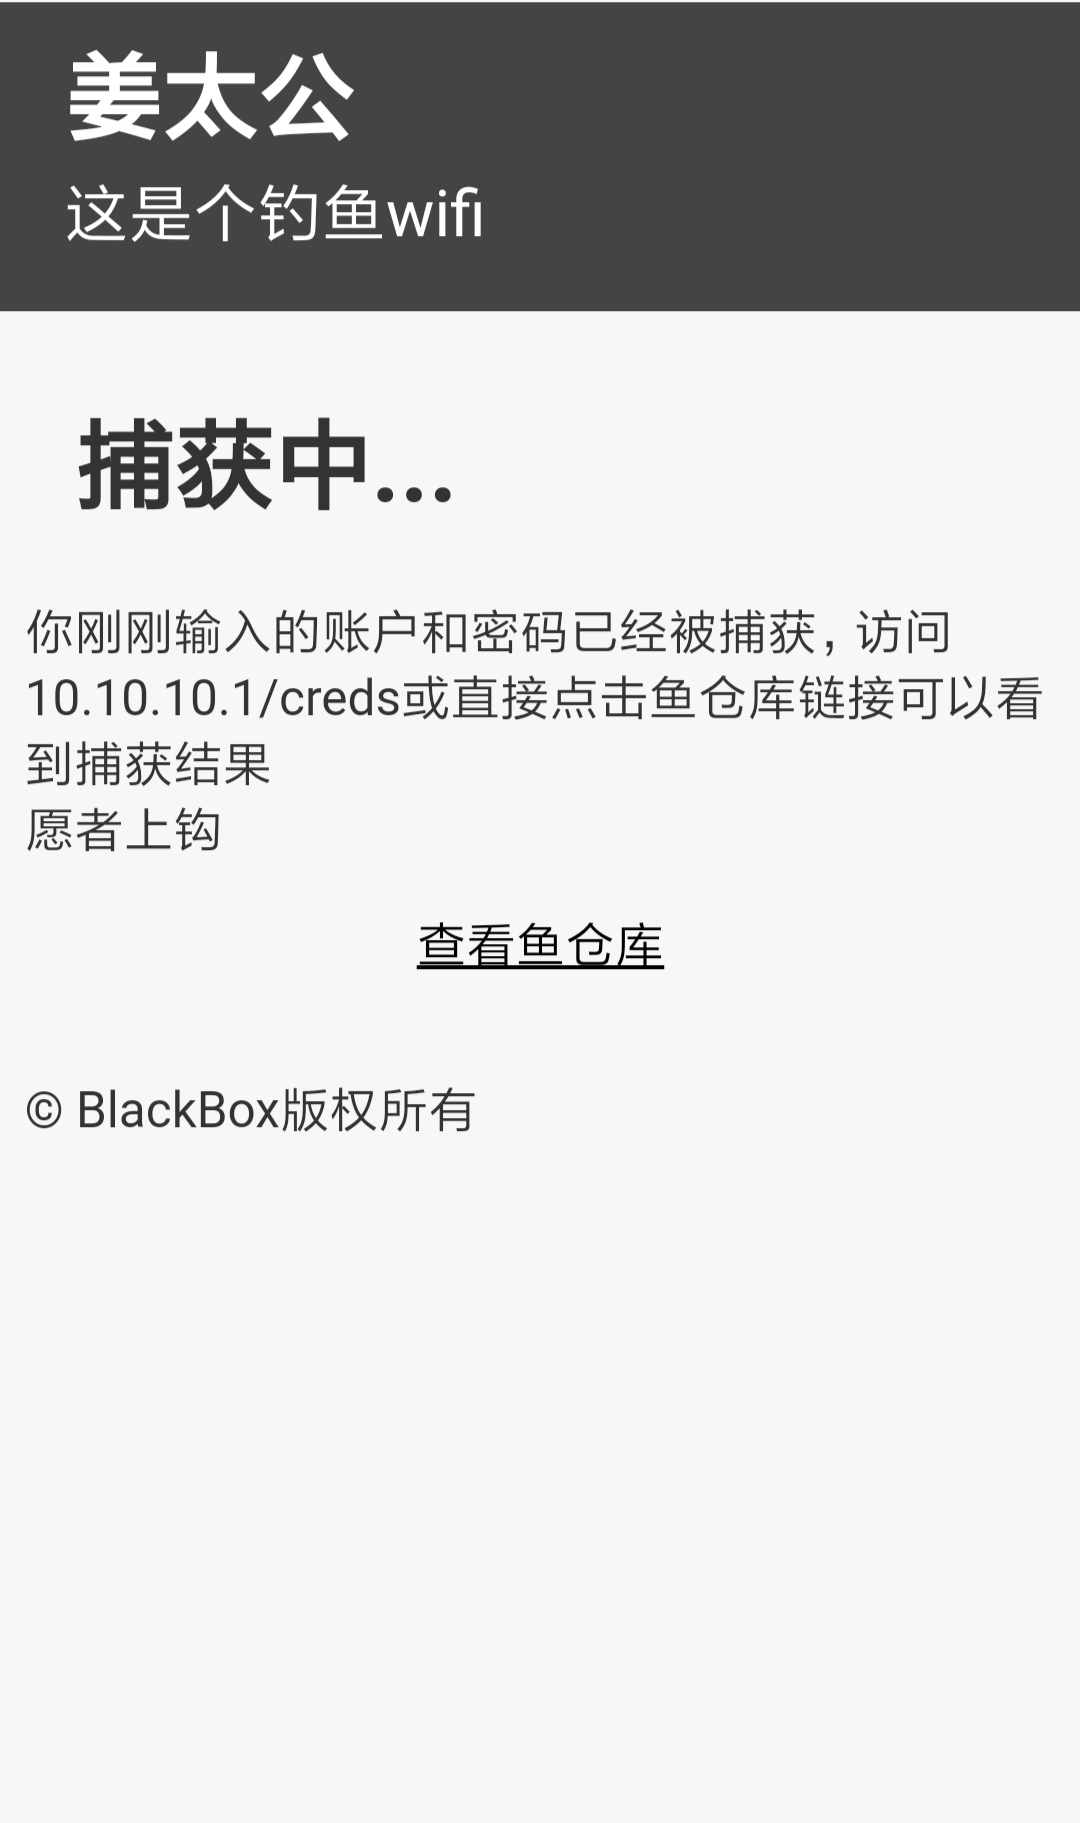 姜太公
这是个钓鱼wifi
捕获中...
你刚刚输入的账户和密码已经被捕获，访问
10.10.10.1/creds或直接点击鱼仓库链接可以看
到捕获结果
愿者上钩
查看鱼仓库
© BlackBox版权所有